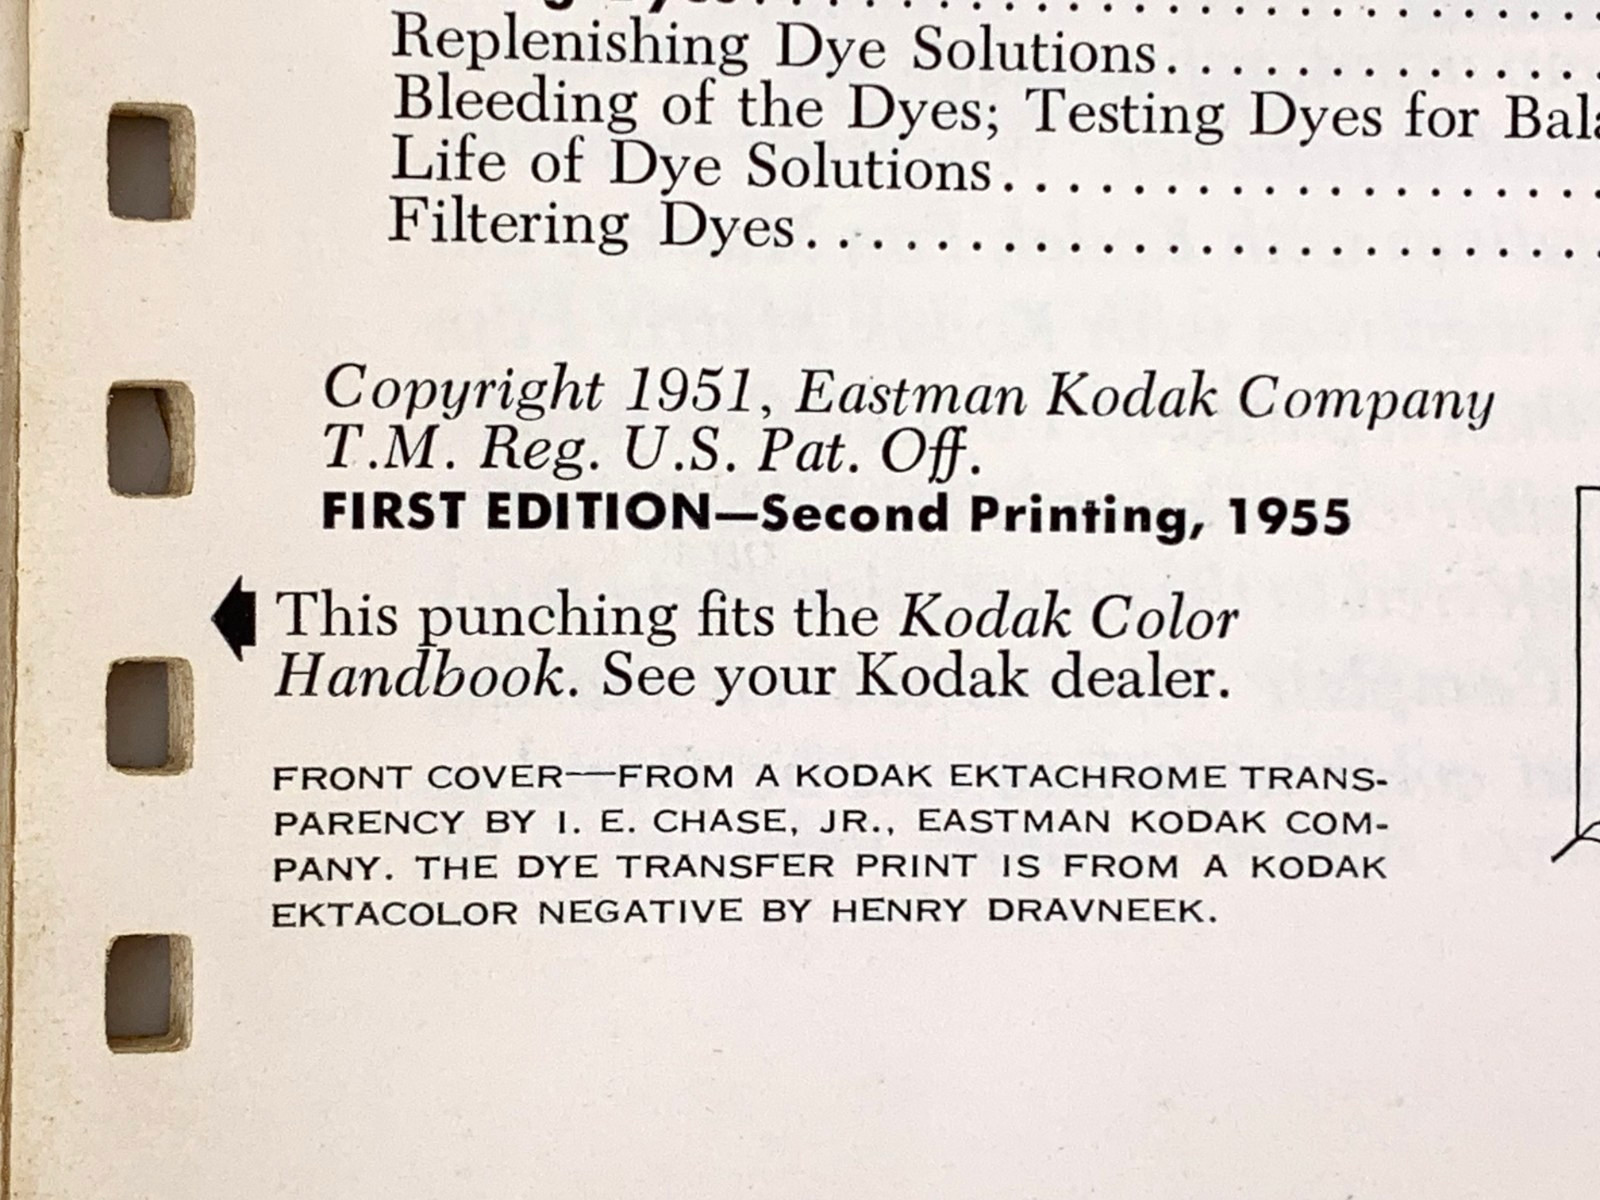 Replenishing Dye Solutions..............
Bleeding of the Dyes; Testing Dyes for
Life of Dye Solutions...................
Filtering Dyes.........................
Copyright 1951, Eastman Kodak Company
T.M. Reg. U.S. Pat. Off.
FIRST EDITION—Second Printing, 1955
This punching fits the Kodak Color
Handbook. See your Kodak dealer.
FRONT COVER—FROM A KODAK EKTACHROME TRANS-
PARENCY BY I. E. CHASE, JR., EASTMAN KODAK COM-
PANY. THE DYE TRANSFER PRINT IS FROM A KODAK
EKTACOLOR NEGATIVE BY HENRY DRAVNEEK.